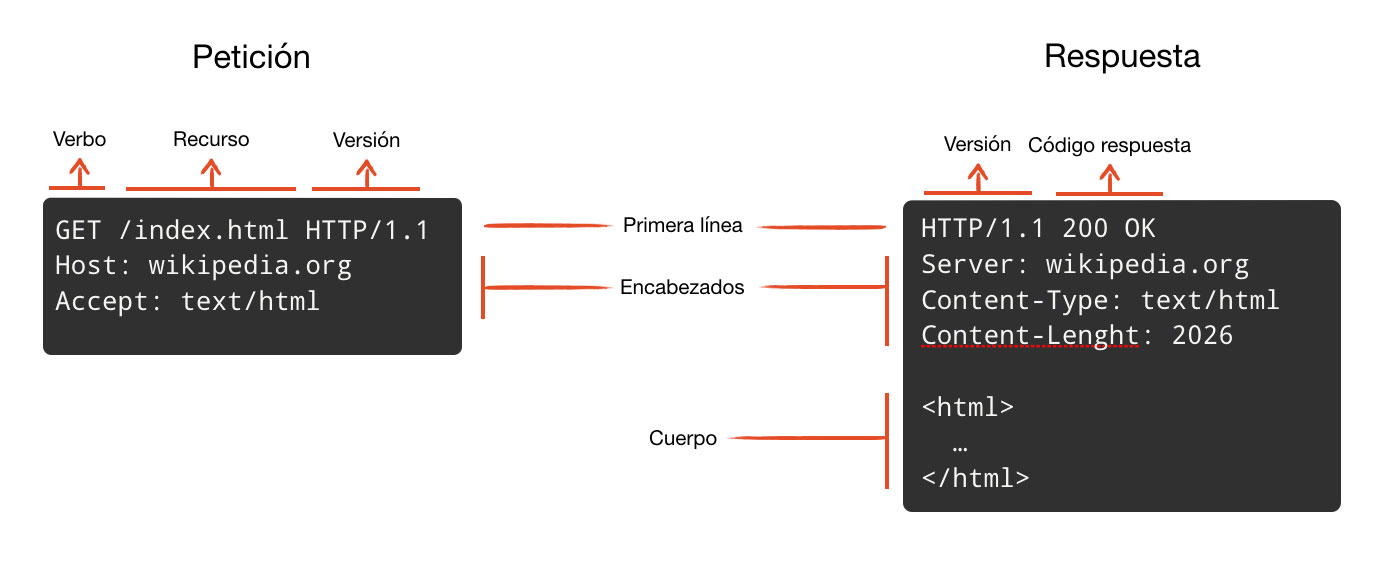 Petición
Respuesta
Verbo
Recurso
Versión
GET /index.html HTTP/1.1
Host: wikipedia.org
Accept: text/html
Primera línea
Encabezados
Cuerpo
Versión
Código respuesta
HTTP/1.1 200 OK
Server: wikipedia.org
Content-Type: text/html
Content-Lenght: 2026
<html>
…
</html>